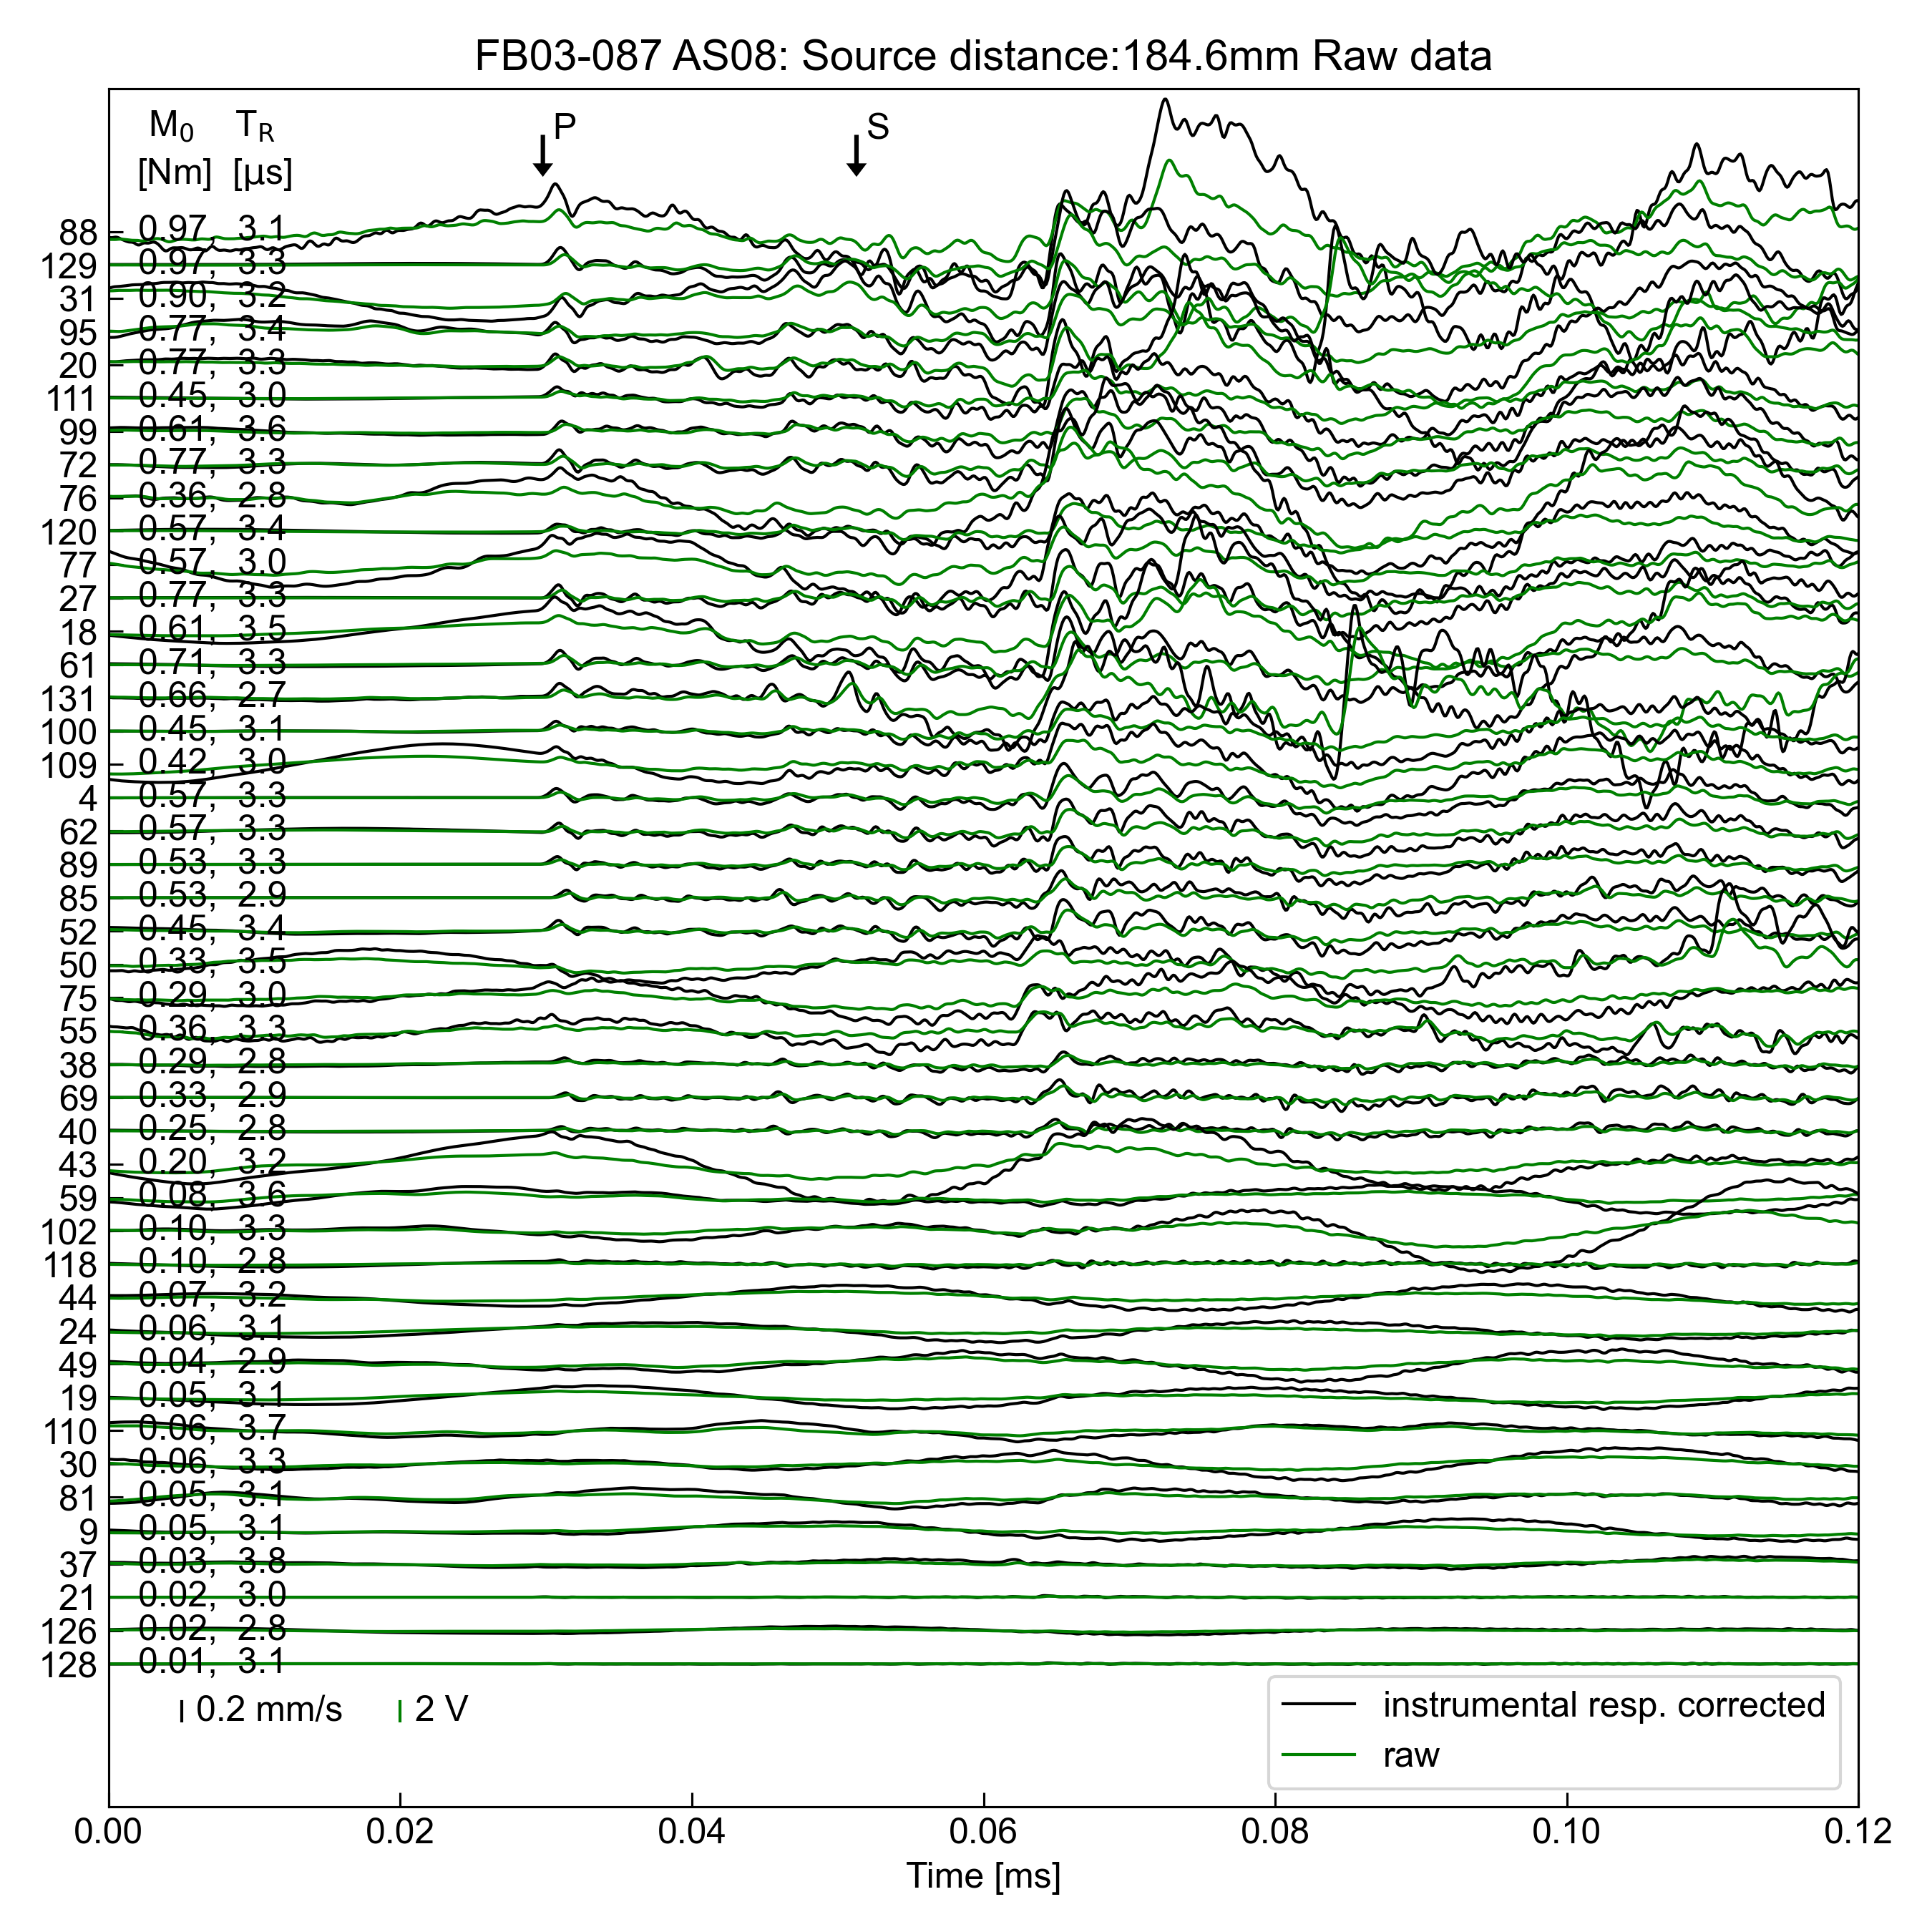 FB03-087 AS08: Source distance:184.6mm Raw data
M0 TR
[Nm] [μs]
P
S
88 0.97, 3.1
129 0.97, 3.3
31 0.90, 3.2
95 0.77, 3.4
20 0.77, 3.3
111 0.45, 3.0
99 0.61, 3.6
72 0.77, 3.3
76 0.36, 2.8
120 0.57, 3.4
77 0.57, 3.0
27 0.77, 3.3
18 0.61, 3.5
61 0.71, 3.3
131 0.66, 2.7
100 0.45, 3.1
109 0.42, 3.0
4 0.57, 3.3
62 0.57, 3.3
89 0.53, 3.3
85 0.53, 2.9
52 0.45, 3.4
50 0.33, 3.5
75 0.29, 3.0
55 0.36, 3.3
38 0.29, 2.8
69 0.33, 2.9
40 0.25, 2.8
43 0.20, 3.2
59 0.08, 3.6
102 0.10, 3.3
118 0.10, 2.8
44 0.07, 3.2
24 0.06, 3.1
49 0.04, 2.9
19 0.05, 3.1
110 0.06, 3.7
30 0.06, 3.3
81 0.05, 3.1
9 0.05, 3.1
37 0.03, 3.8
21 0.02, 3.0
126 0.02, 2.8
128 0.01, 3.1
0.2 mm/s 2 V
instrumental resp. corrected
raw
0.00 0.02 0.04 0.06 0.08 0.10 0.12
Time [ms]